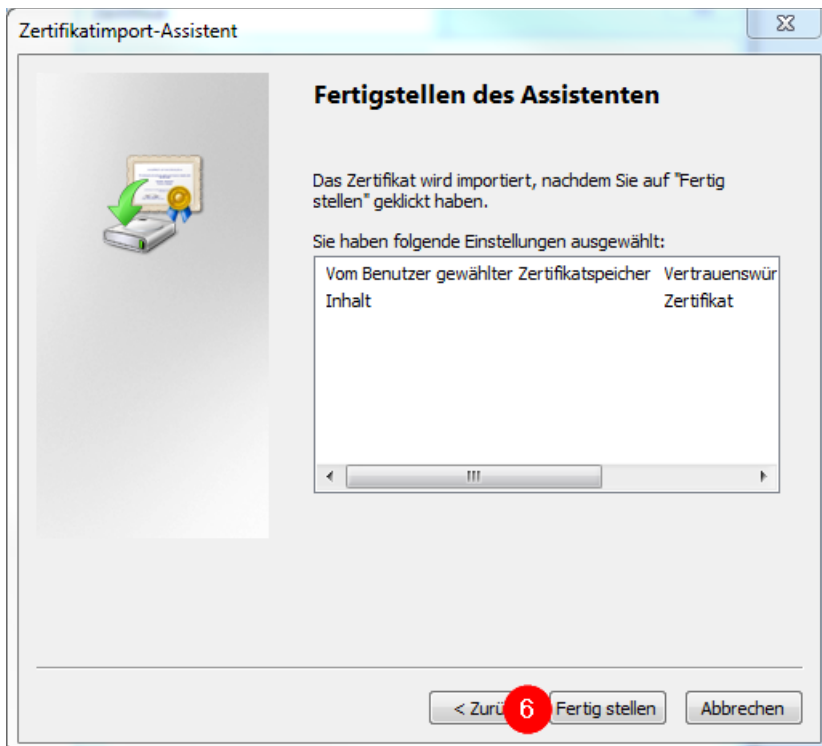 Zertifikatimport-Assistent
Fertigstellen des Assistenten
Das Zertifikat wird importiert, nachdem Sie auf "Fertig
stellen" geklickt haben.
Sie haben folgende Einstellungen ausgewählt:
Vom Benutzer gewählter Zertifikatspeicher Vertrauenswür
Inhalt Zertifikat
< Zurü 6 Fertig stellen Abbrechen